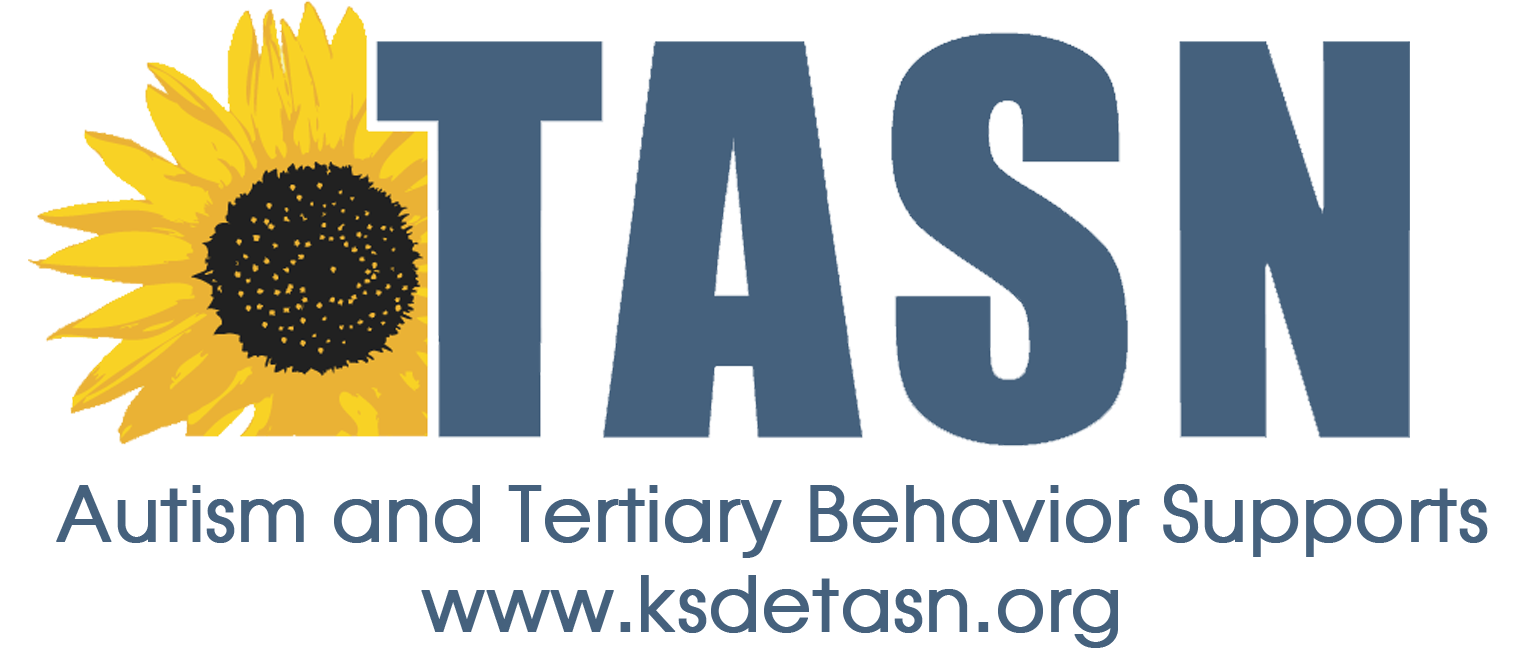 TASN
Autism and Tertiary Behavior Supports
www.ksdetasn.org